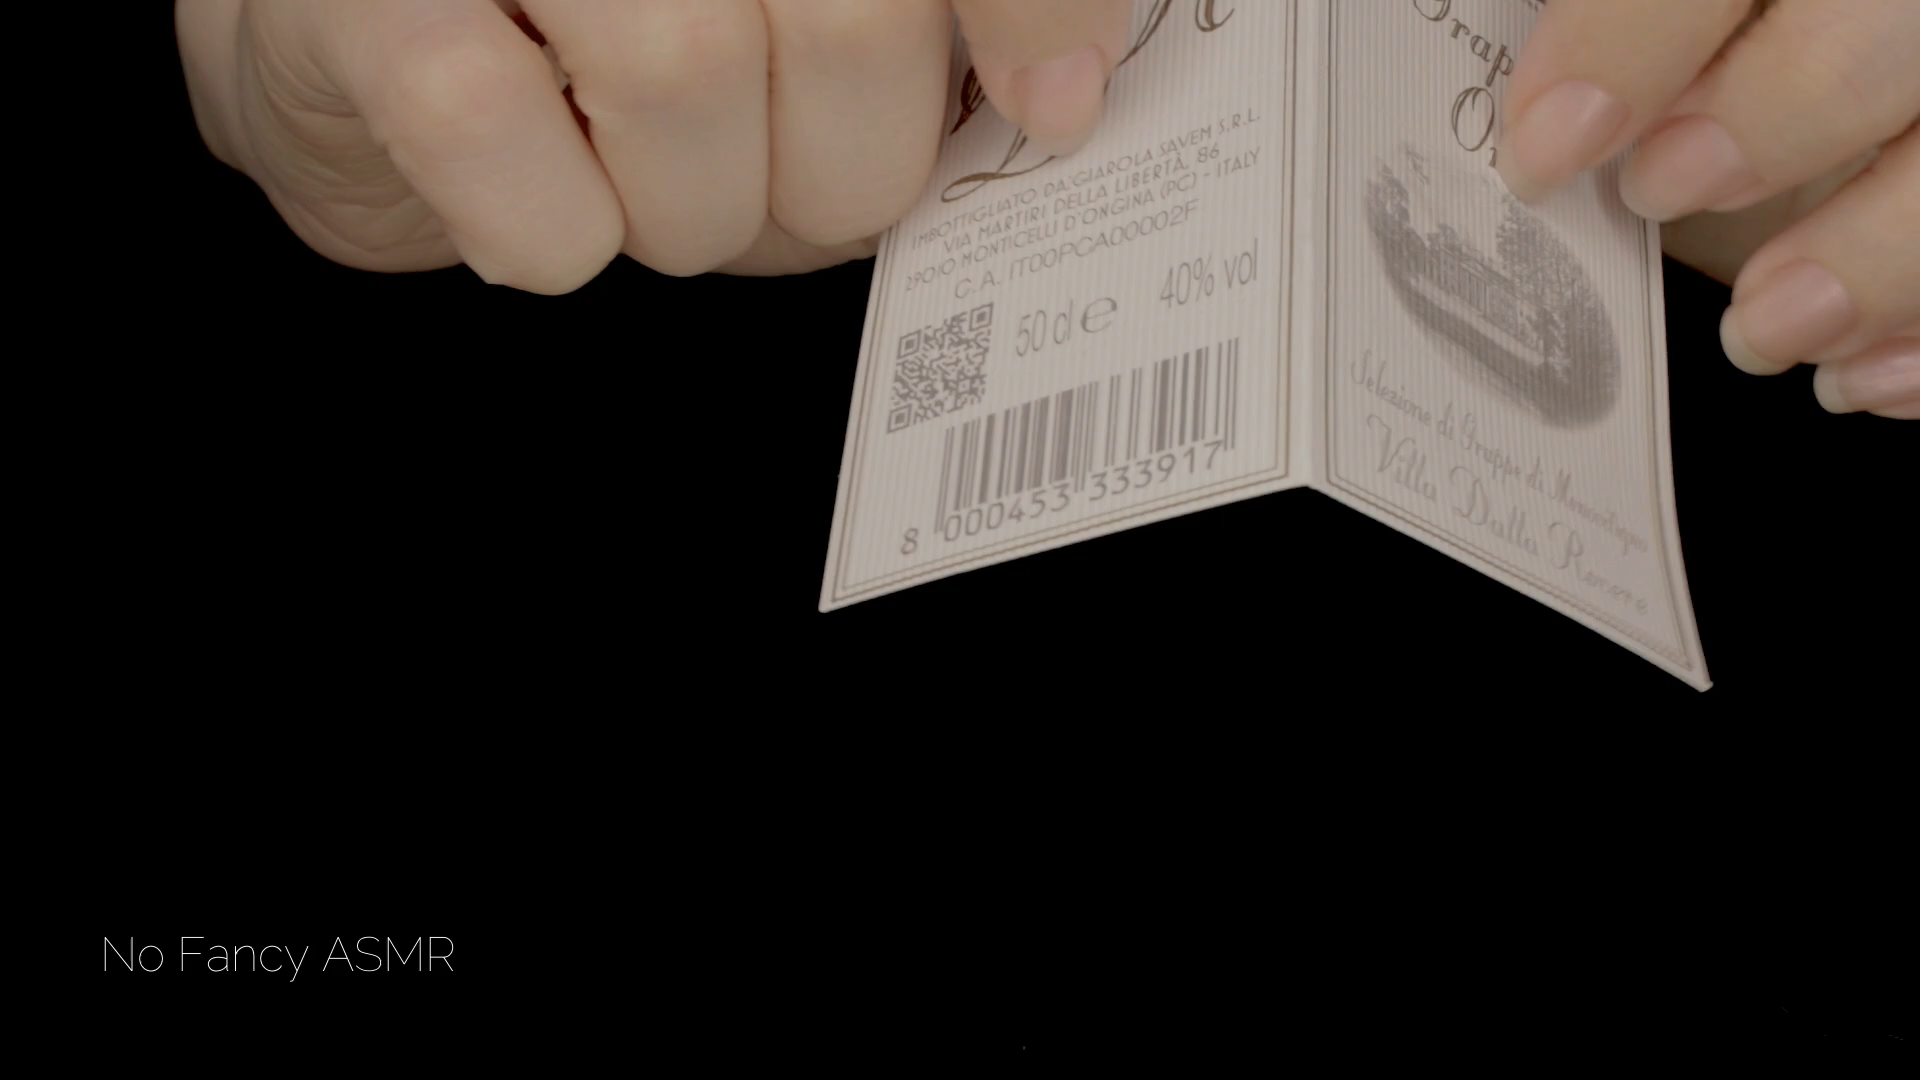 IMBOTTIGLIATO DA: GIAROLA SAVEM S.R.L.
VIA MARTIRI DELLA LIBERTÀ, 86
29010 MONTICELLI D'ONGINA (PC) - ITALY
C.A. IT00PCA00002F
50 cl e 40% vol
8 000453 333917
Selezione di Grappe di Monovitigno
Villa Dalla
No Fancy ASMR